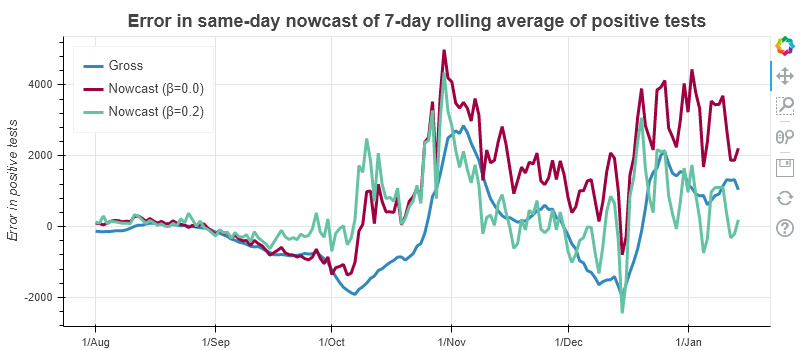 Error in same-day nowcast of 7-day rolling average of positive tests
Error in positive tests
4000
2000
0
-2000
Gross
Nowcast (β=0.0)
Nowcast (β=0.2)
1/Aug
1/Sep
1/Oct
1/Nov
1/Dec
1/Jan